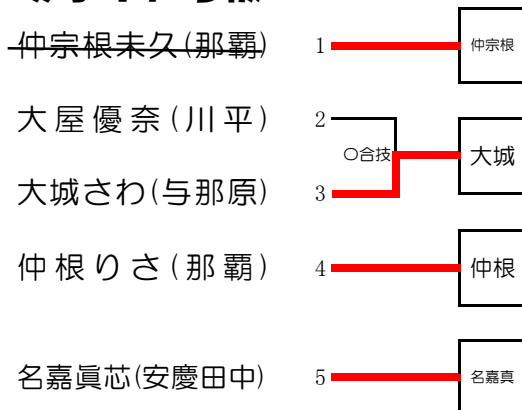 仲宗根未久(那覇) 1 仲宗根
大屋優奈(川平) 2
〇合技 大城
大城さわ(与那原) 3
仲根りさ(那覇) 4 仲根
名嘉眞芯(安慶田中) 5 名嘉真